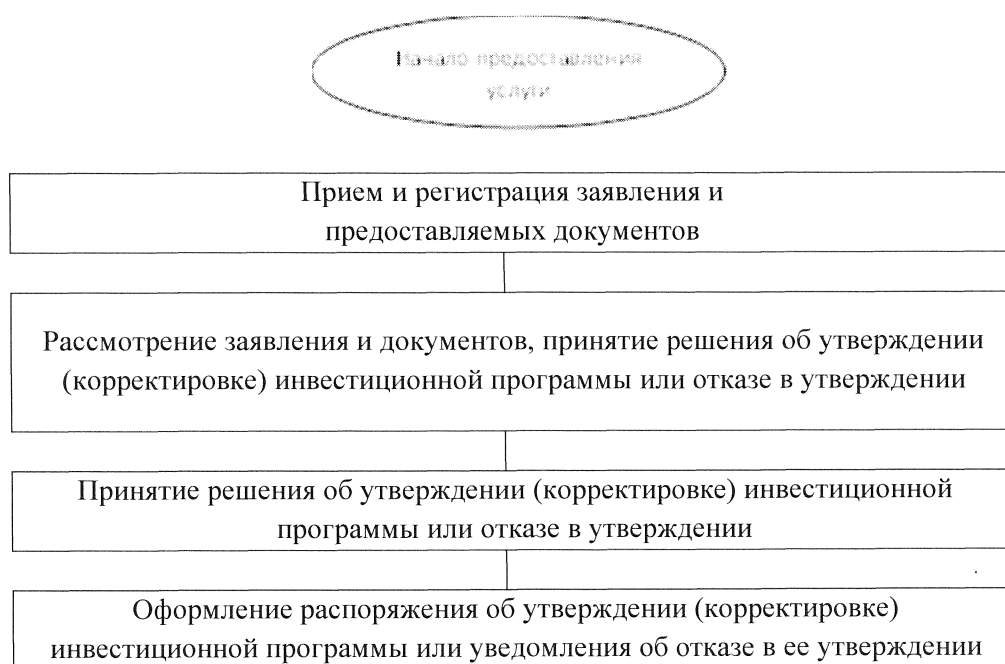 Начало предоставления
услуги
Прием и регистрация заявления и
предоставляемых документов
Рассмотрение заявления и документов, принятие решения об утверждении
(корректировке) инвестиционной программы или отказе в утверждении
Принятие решения об утверждении (корректировке) инвестиционной
программы или отказе в утверждении
Оформление распоряжения об утверждении (корректировке)
инвестиционной программы или уведомления об отказе в ее утверждении